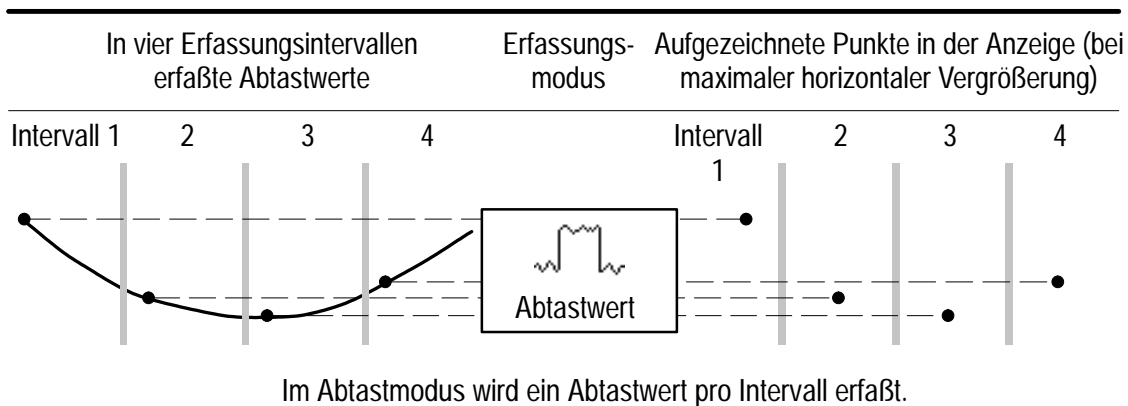 In vier Erfassungsintervallen
erfaßte Abtastwerte
Erfassungs-
modus
Aufgezeichnete Punkte in der Anzeige (bei
maximaler horizontaler Vergrößerung)
Intervall 1 2 3 4
Intervall
1
2 3 4
Abtastwert
Im Abtastmodus wird ein Abtastwert pro Intervall erfaßt.